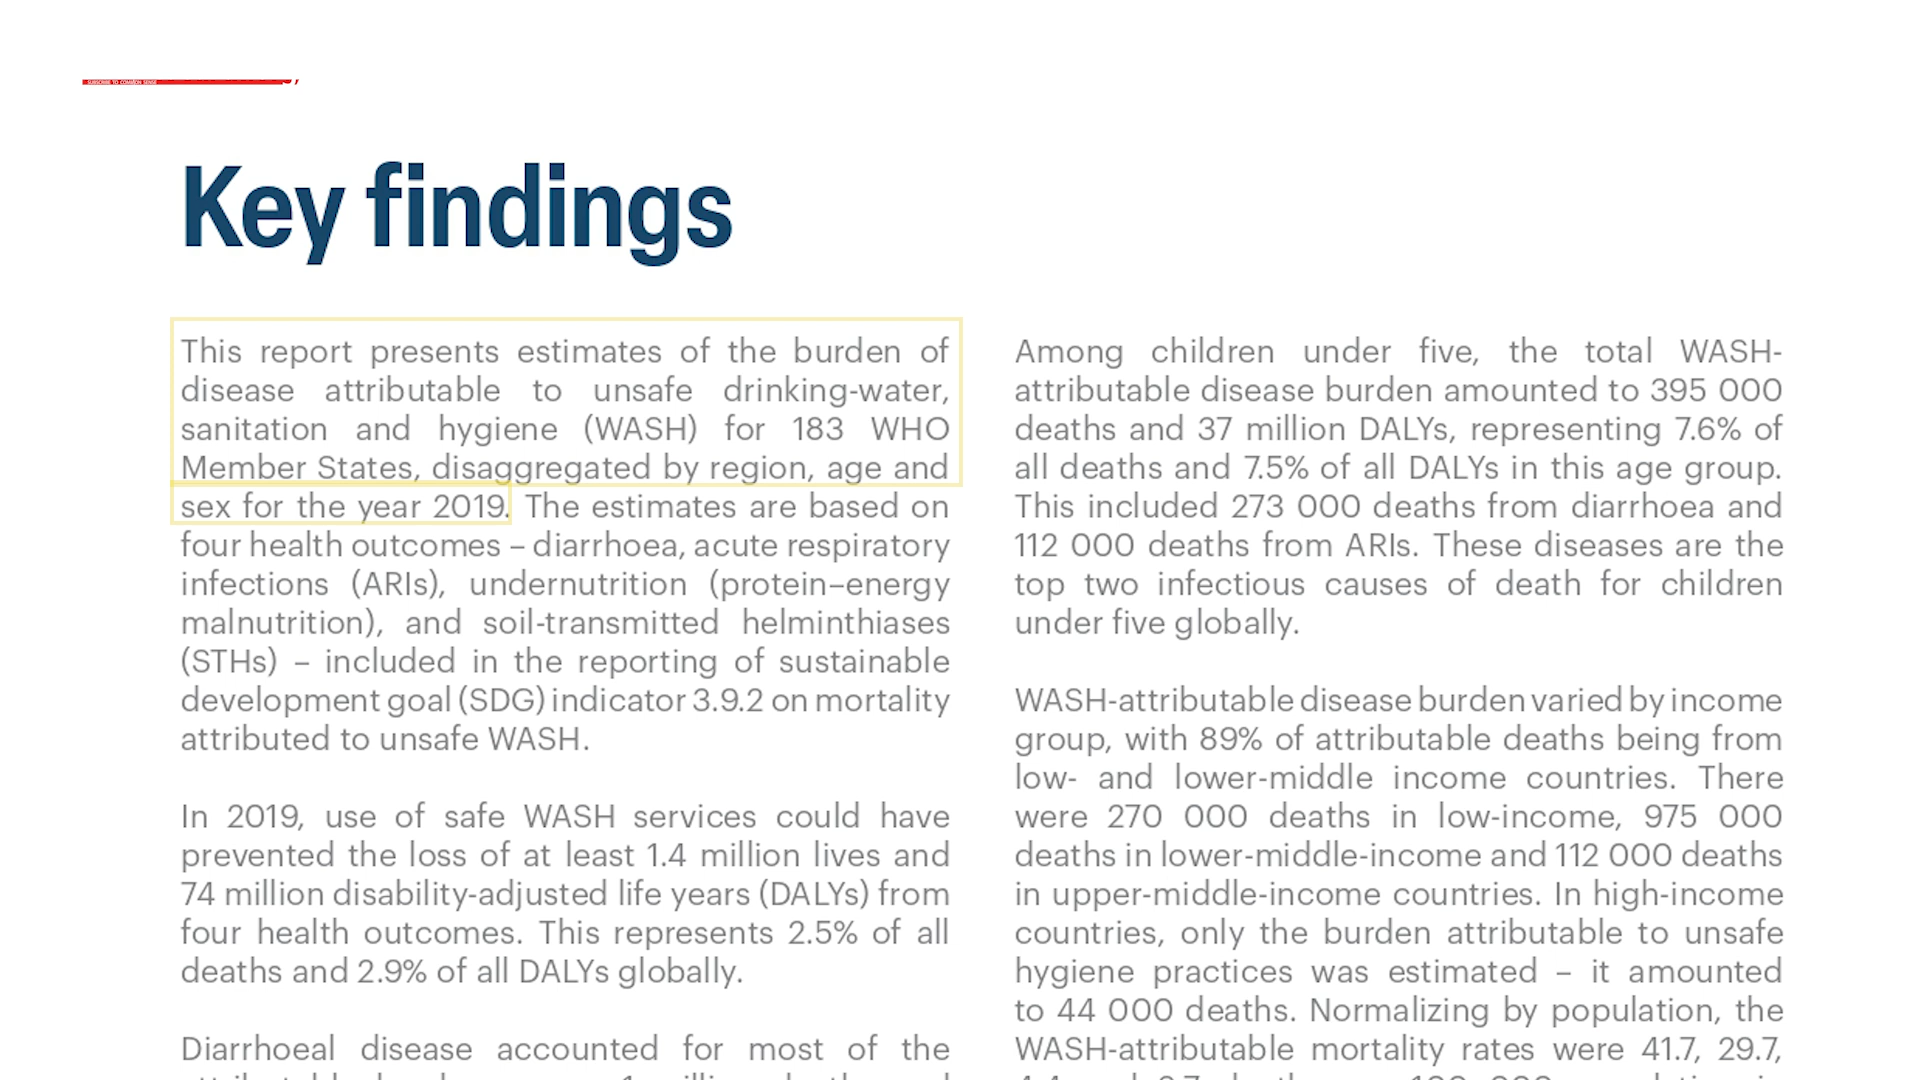 SUBSCRIBE TO COMMON SENSE
Key findings
This report presents estimates of the burden of
disease attributable to unsafe drinking-water,
sanitation and hygiene (WASH) for 183 WHO
Member States, disaggregated by region, age and
sex for the year 2019. The estimates are based on
four health outcomes – diarrhoea, acute respiratory
infections (ARIs), undernutrition (protein–energy
malnutrition), and soil-transmitted helminthiases
(STHs) – included in the reporting of sustainable
development goal (SDG) indicator 3.9.2 on mortality
attributed to unsafe WASH.
In 2019, use of safe WASH services could have
prevented the loss of at least 1.4 million lives and
74 million disability-adjusted life years (DALYs) from
four health outcomes. This represents 2.5% of all
deaths and 2.9% of all DALYs globally.
Diarrhoeal disease accounted for most of the
Among children under five, the total WASH-
attributable disease burden amounted to 395 000
deaths and 37 million DALYs, representing 7.6% of
all deaths and 7.5% of all DALYs in this age group.
This included 273 000 deaths from diarrhoea and
112 000 deaths from ARIs. These diseases are the
top two infectious causes of death for children
under five globally.
WASH-attributable disease burden varied by income
group, with 89% of attributable deaths being from
low- and lower-middle income countries. There
were 270 000 deaths in low-income, 975 000
deaths in lower-middle-income and 112 000 deaths
in upper-middle-income countries. In high-income
countries, only the burden attributable to unsafe
hygiene practices was estimated – it amounted
to 44 000 deaths. Normalizing by population, the
WASH-attributable mortality rates were 41.7, 29.7,